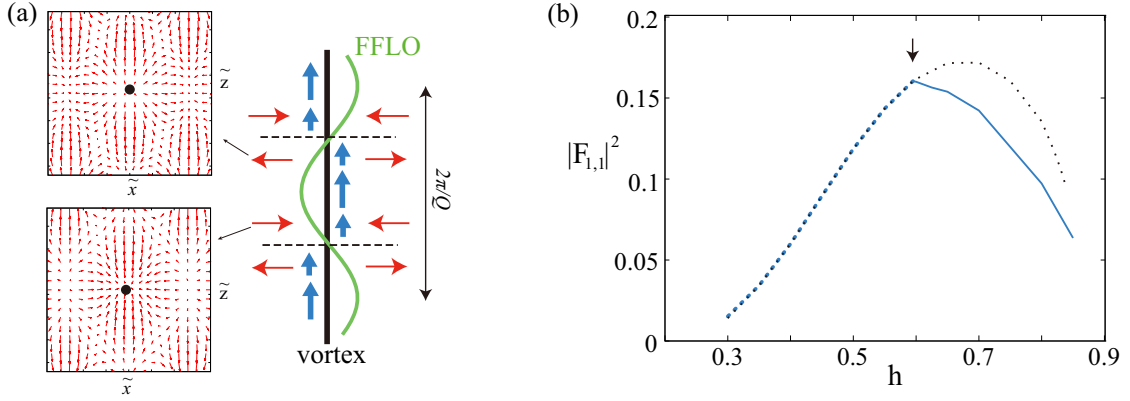 (a)
z̃
x̃
z̃
x̃
FFLO
2π/Q
vortex
(b)
|F₁,₁|²
0.2
0.15
0.1
0.05
0
0.3
0.5
0.7
0.9
h